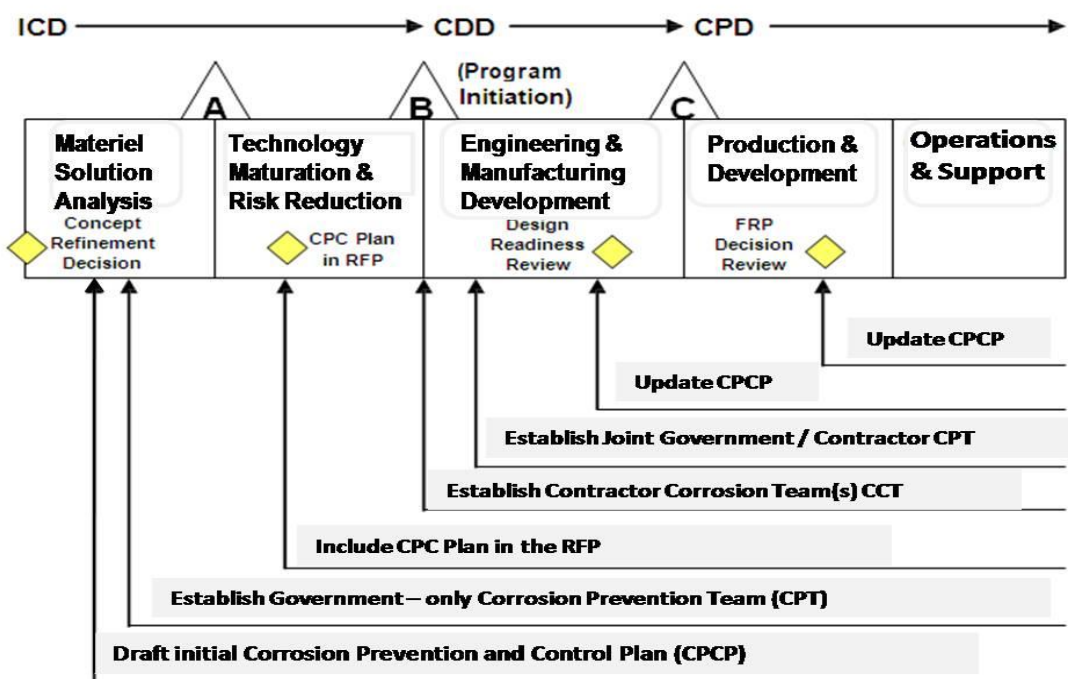 ICD
CDD
CPD
(Program
Initiation)
A
B
C
Materiel
Solution
Analysis
Concept
Refinement
Decision
Technology
Maturation &
Risk Reduction
CPC Plan
in RFP
Engineering &
Manufacturing
Development
Design
Readiness
Review
Production &
Development
FRP
Decision
Review
Operations
& Support
Update CPCP
Update CPCP
Establish Joint Government / Contractor CPT
Establish Contractor Corrosion Team(s) CCT
Include CPC Plan in the RFP
Establish Government – only Corrosion Prevention Team (CPT)
Draft initial Corrosion Prevention and Control Plan (CPCP)